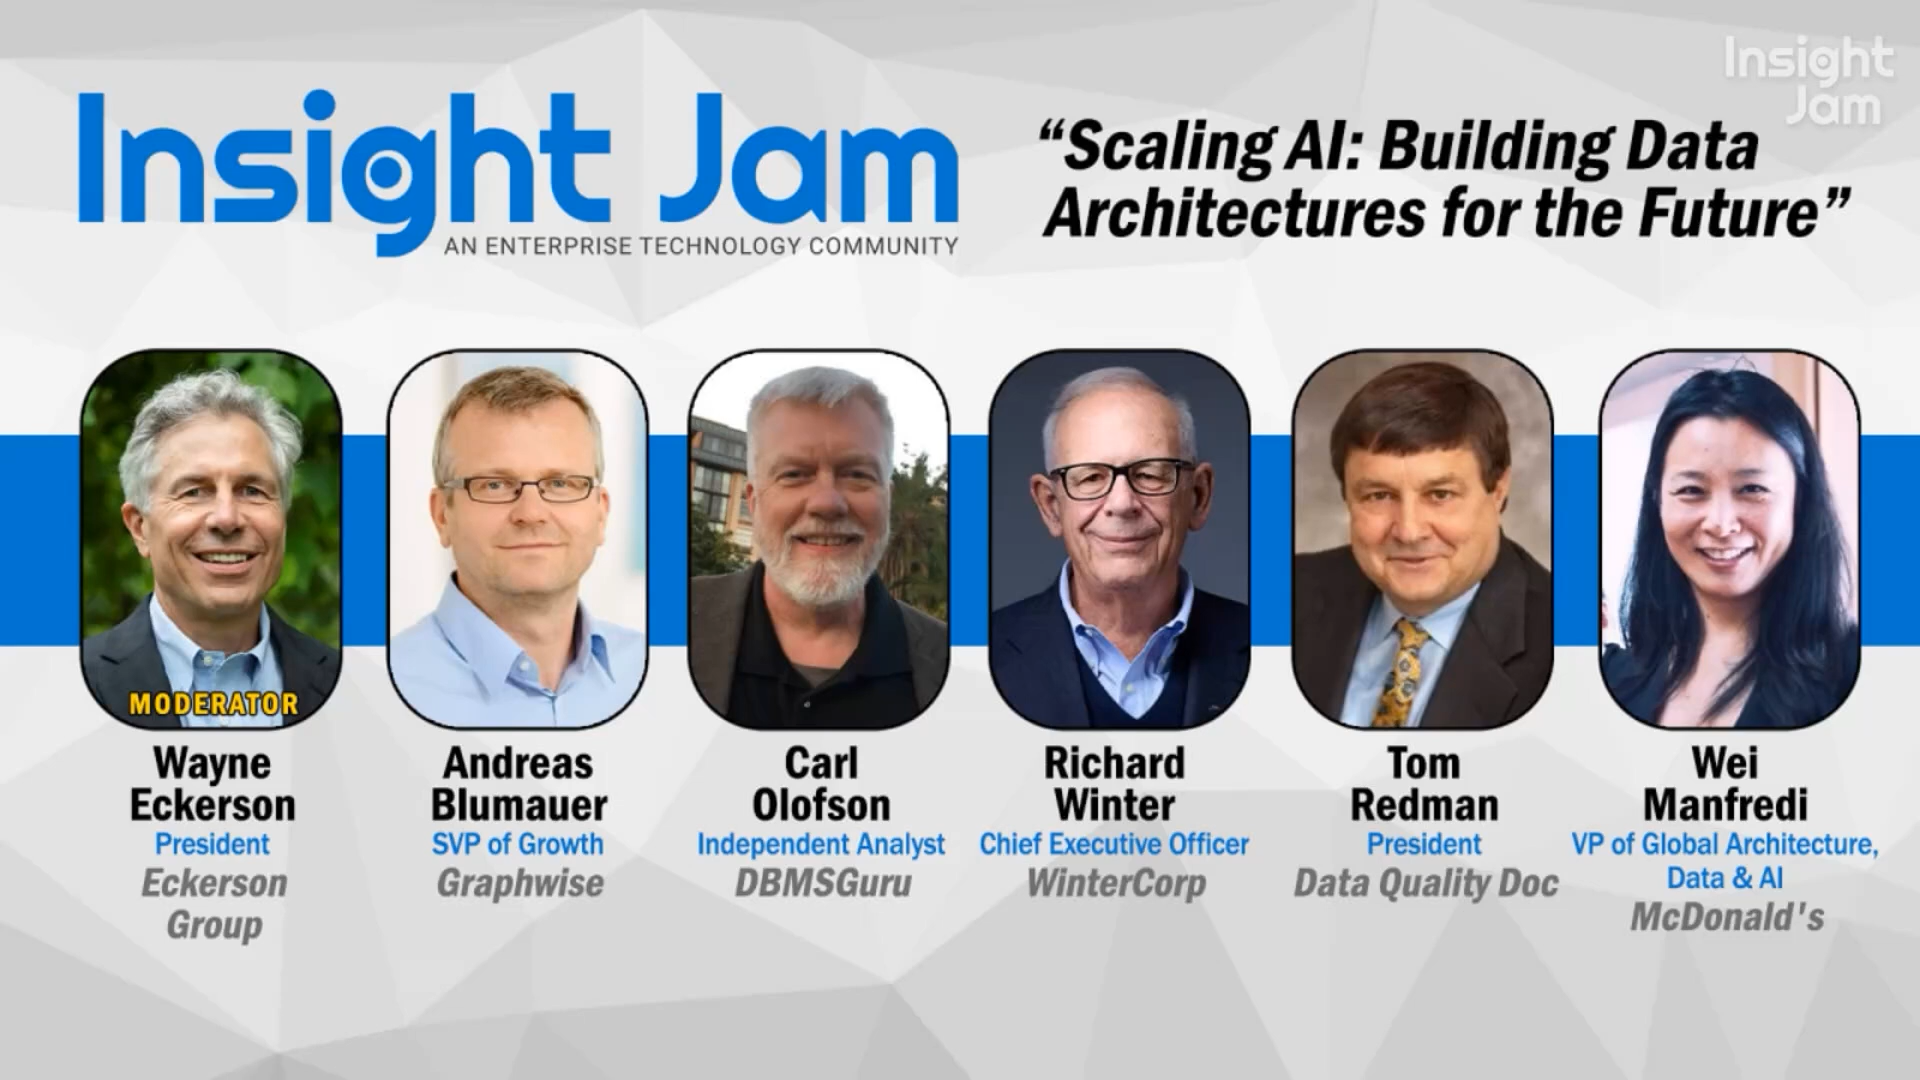 Insight Jam
AN ENTERPRISE TECHNOLOGY COMMUNITY
“Scaling AI: Building Data
Architectures for the Future”
Insight
Jam
MODERATOR
Wayne
Eckerson
President
Eckerson
Group
Andreas
Blumauer
SVP of Growth
Graphwise
Carl
Olofson
Independent Analyst
DBMSGuru
Richard
Winter
Chief Executive Officer
WinterCorp
Tom
Redman
President
Data Quality Doc
Wei
Manfredi
VP of Global Architecture,
Data & AI
McDonald's